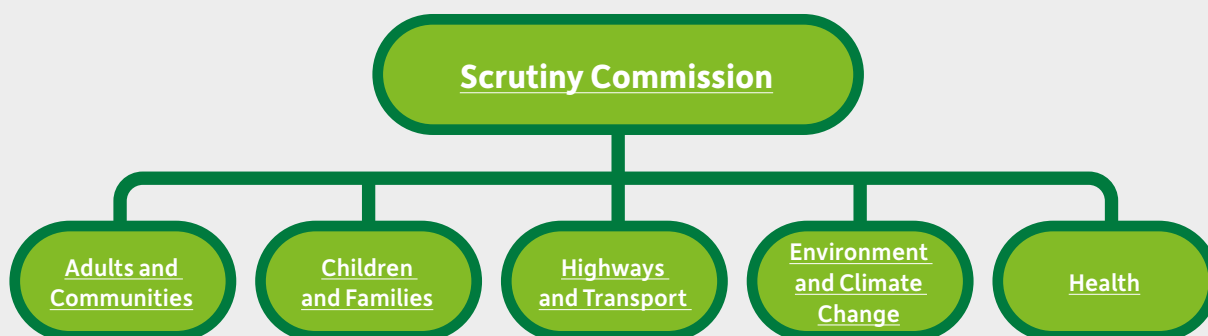 Scrutiny Commission
Adults and
Communities
Children
and Families
Highways
and Transport
Environment
and Climate
Change
Health